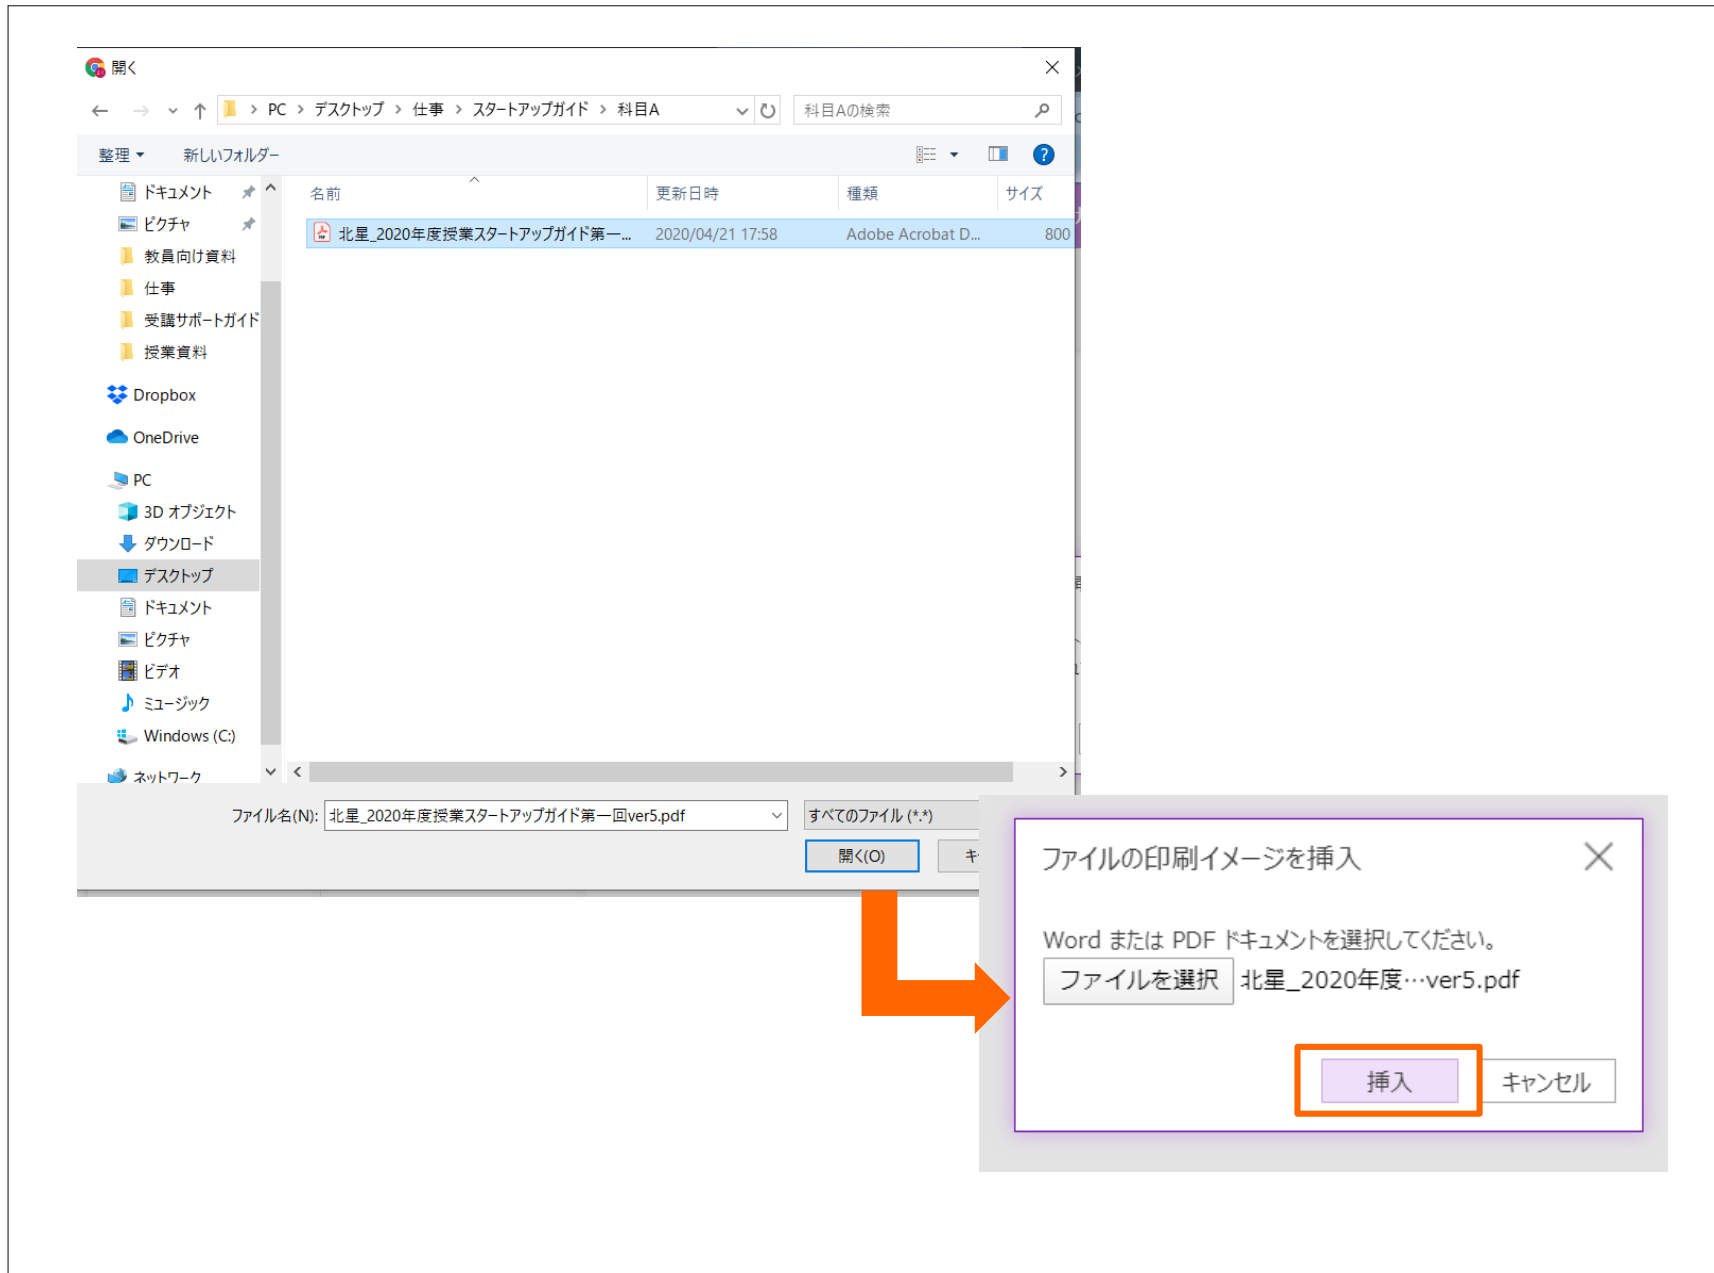 開く
PC › デスクトップ › 仕事 › スタートアップガイド › 科目A
科目Aの検索
整理 新しいフォルダー
名前 更新日時 種類 サイズ
北星_2020年度授業スタートアップガイド第一... 2020/04/21 17:58 Adobe Acrobat D... 800
ドキュメント
ピクチャ
教員向け資料
仕事
受講サポートガイド
授業資料
Dropbox
OneDrive
PC
3D オブジェクト
ダウンロード
デスクトップ
ドキュメント
ピクチャ
ビデオ
ミュージック
Windows (C:)
ネットワーク
ファイル名(N): 北星_2020年度授業スタートアップガイド第一回ver5.pdf すべてのファイル (*.*)
開く(O)
ファイルの印刷イメージを挿入
Word または PDF ドキュメントを選択してください。
ファイルを選択 北星_2020年度…ver5.pdf
挿入 キャンセル